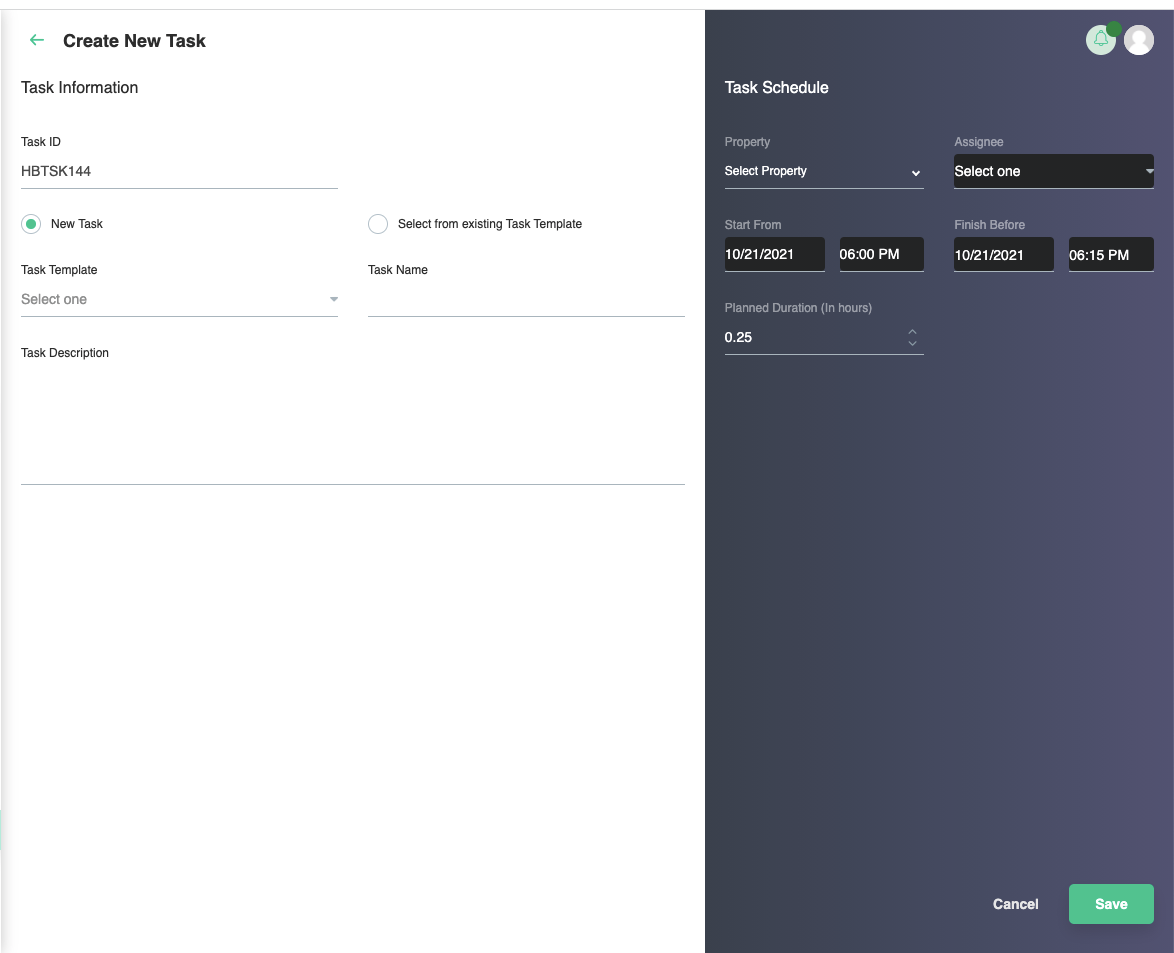 Create New Task
Task Information
Task ID
HBTSK144
New Task
Select from existing Task Template
Task Template
Task Name
Select one
Task Description
Task Schedule
Property
Assignee
Select Property
Select one
Start From
Finish Before
10/21/2021
06:00 PM
10/21/2021
06:15 PM
Planned Duration (In hours)
0.25
Cancel
Save